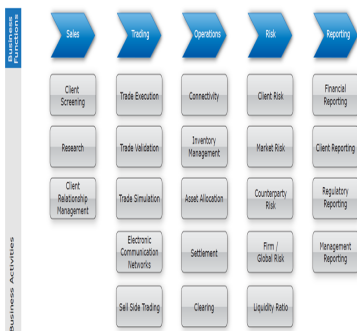 Business
Functions
Sales
Trading
Operations
Risk
Reporting
Business Activities
Client
Screening
Trade Execution
Connectivity
Client Risk
Financial
Reporting
Research
Trade Validation
Inventory
Management
Market Risk
Client Reporting
Client
Relationship
Management
Trade Simulation
Asset Allocation
Counterparty
Risk
Regulatory
Reporting
Electronic
Communication
Networks
Settlement
Firm /
Global Risk
Management
Reporting
Sell Side Trading
Clearing
Liquidity Ratio